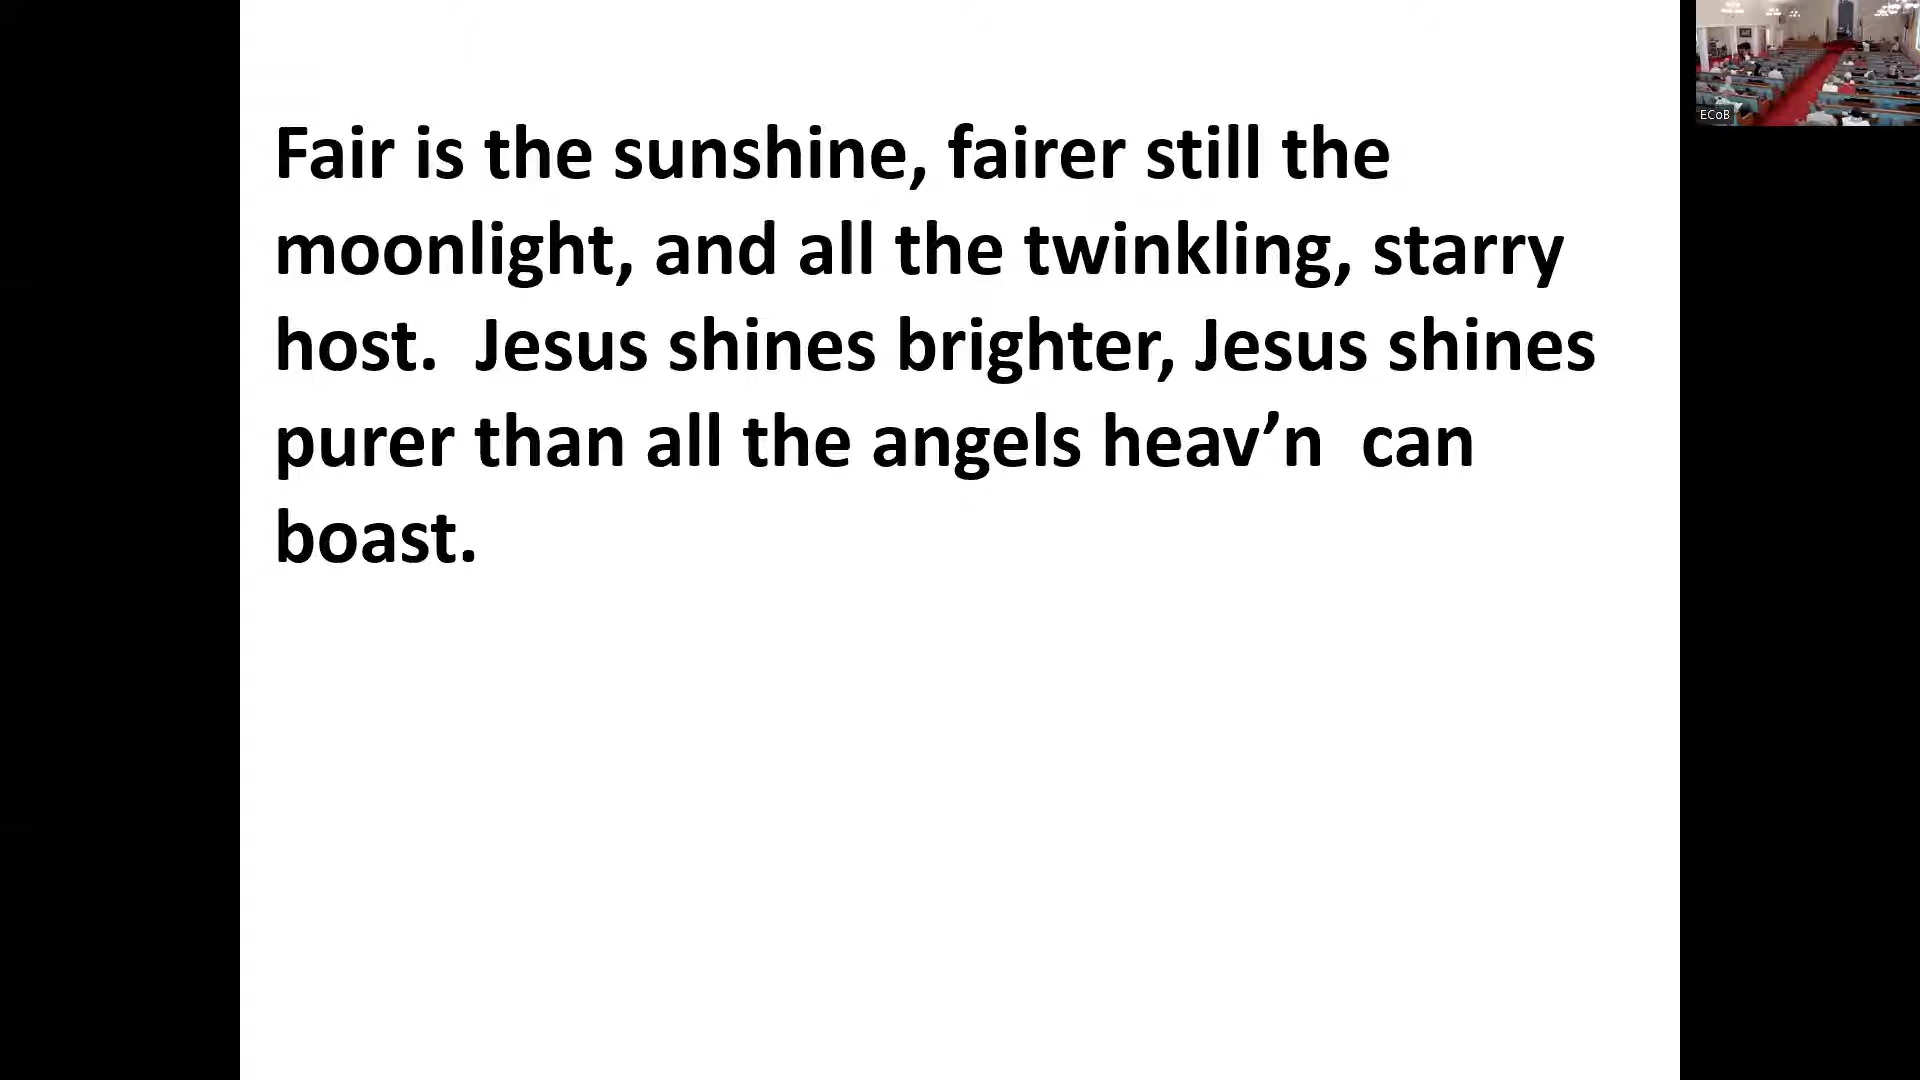 Fair is the sunshine, fairer still the
moonlight, and all the twinkling, starry
host.  Jesus shines brighter, Jesus shines
purer than all the angels heav’n  can
boast.
ECoB